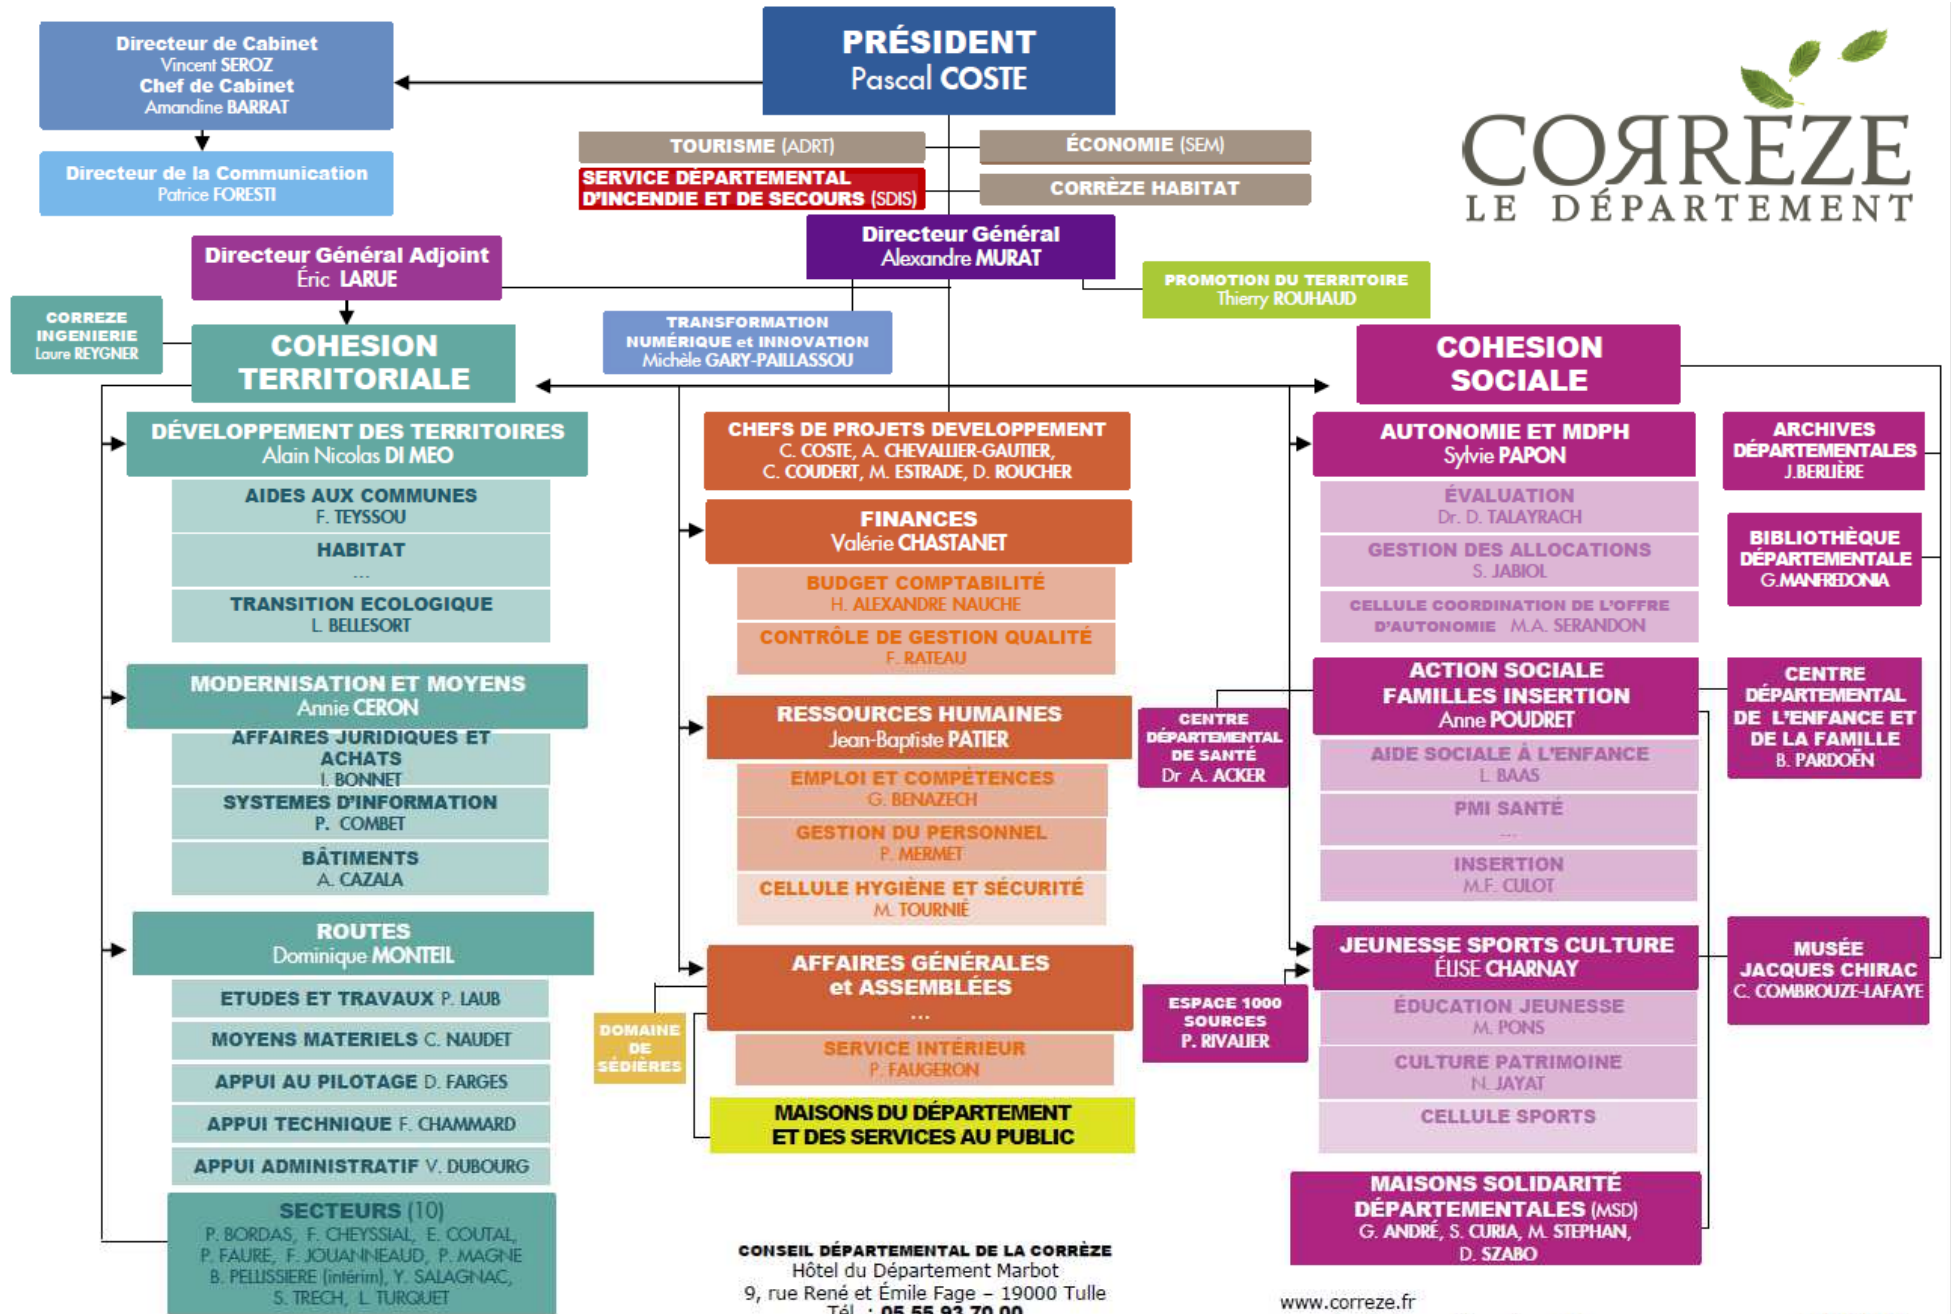 Directeur de Cabinet
Vincent SEROZ
Chef de Cabinet
Amandine BARRAT
Directeur de la Communication
Patrice FORESTI
PRÉSIDENT
Pascal COSTE
TOURISME (ADRT)
ÉCONOMIE (SEM)
SERVICE DÉPARTEMENTAL
D'INCENDIE ET DE SECOURS (SDIS)
CORRÈZE HABITAT
CORRÈZE
LE DÉPARTEMENT
Directeur Général
Alexandre MURAT
Directeur Général Adjoint
Éric LARUE
PROMOTION DU TERRITOIRE
Thierry ROUHAUD
CORREZE
INGENIERIE
Laure REYGNER
COHESION
TERRITORIALE
TRANSFORMATION
NUMÉRIQUE et INNOVATION
Michèle GARY-PAILLASSOU
COHESION
SOCIALE
DÉVELOPPEMENT DES TERRITOIRES
Alain Nicolas DI MEO
AIDES AUX COMMUNES
F. TEYSSOU
HABITAT
...
TRANSITION ECOLOGIQUE
L. BELLESORT
MODERNISATION ET MOYENS
Annie CERON
AFFAIRES JURIDIQUES ET
ACHATS
I. BONNET
SYSTEMES D'INFORMATION
P. COMBET
BÂTIMENTS
A. CAZALA
ROUTES
Dominique MONTEIL
ETUDES ET TRAVAUX P. LAUB
MOYENS MATERIELS C. NAUDET
APPUI AU PILOTAGE D. FARGES
APPUI TECHNIQUE F. CHAMMARD
APPUI ADMINISTRATIF V. DUBOURG
SECTEURS (10)
P. BORDAS, F. CHEYSSIAL, E. COUTAL,
P. FAURE, F. JOUANNEAUD, P. MAGNE
B. PELLISSIERE (intérim), Y. SALAGNAC,
S. TRECH, L. TURQUET
CHEFS DE PROJETS DEVELOPPEMENT
C. COSTE, A. CHEVALLIER-GAUTIER,
C. COUDERT, M. ESTRADE, D. ROUCHER
FINANCES
Valérie CHASTANET
BUDGET COMPTABILITÉ
H. ALEXANDRE NAUCHE
CONTRÔLE DE GESTION QUALITÉ
F. RATEAU
RESSOURCES HUMAINES
Jean-Baptiste PATIER
EMPLOI ET COMPÉTENCES
G. BENAZECH
GESTION DU PERSONNEL
P. MERMET
CELLULE HYGIÈNE ET SÉCURITÉ
M. TOURNIÉ
AFFAIRES GÉNÉRALES
et ASSEMBLÉES
...
SERVICE INTÉRIEUR
P. FAUGERON
DOMAINE
DE
SÉDIÈRES
MAISONS DU DÉPARTEMENT
ET DES SERVICES AU PUBLIC
AUTONOMIE ET MDPH
Sylvie PAPON
ÉVALUATION
Dr. D. TALAYRACH
GESTION DES ALLOCATIONS
S. JABIOL
CELLULE COORDINATION DE L'OFFRE
D'AUTONOMIE M.A. SERANDON
ACTION SOCIALE
FAMILLES INSERTION
Anne POUDRET
AIDE SOCIALE À L'ENFANCE
L. BAAS
PMI SANTÉ
...
INSERTION
M.F. CULOT
CENTRE
DÉPARTEMENTAL
DE SANTÉ
Dr A. ACKER
JEUNESSE SPORTS CULTURE
ÉLISE CHARNAY
ÉDUCATION JEUNESSE
M. PONS
CULTURE PATRIMOINE
N. JAYAT
CELLULE SPORTS
ESPACE 1000
SOURCES
P. RIVALIER
MAISONS SOLIDARITÉ
DÉPARTEMENTALES (MSD)
G. ANDRÉ, S. CURIA, M. STEPHAN,
D. SZABO
ARCHIVES
DÉPARTEMENTALES
J.BERLIÈRE
BIBLIOTHÈQUE
DÉPARTEMENTALE
G.MANFREDONIA
CENTRE
DÉPARTEMENTAL
DE L'ENFANCE ET
DE LA FAMILLE
B. PARDOËN
MUSÉE
JACQUES CHIRAC
C. COMBROUZE-LAFAYE
CONSEIL DÉPARTEMENTAL DE LA CORRÈZE
Hôtel du Département Marbot
9, rue René et Émile Fage – 19000 Tulle
Tél. : 05 55 93 70 00
www.correze.fr